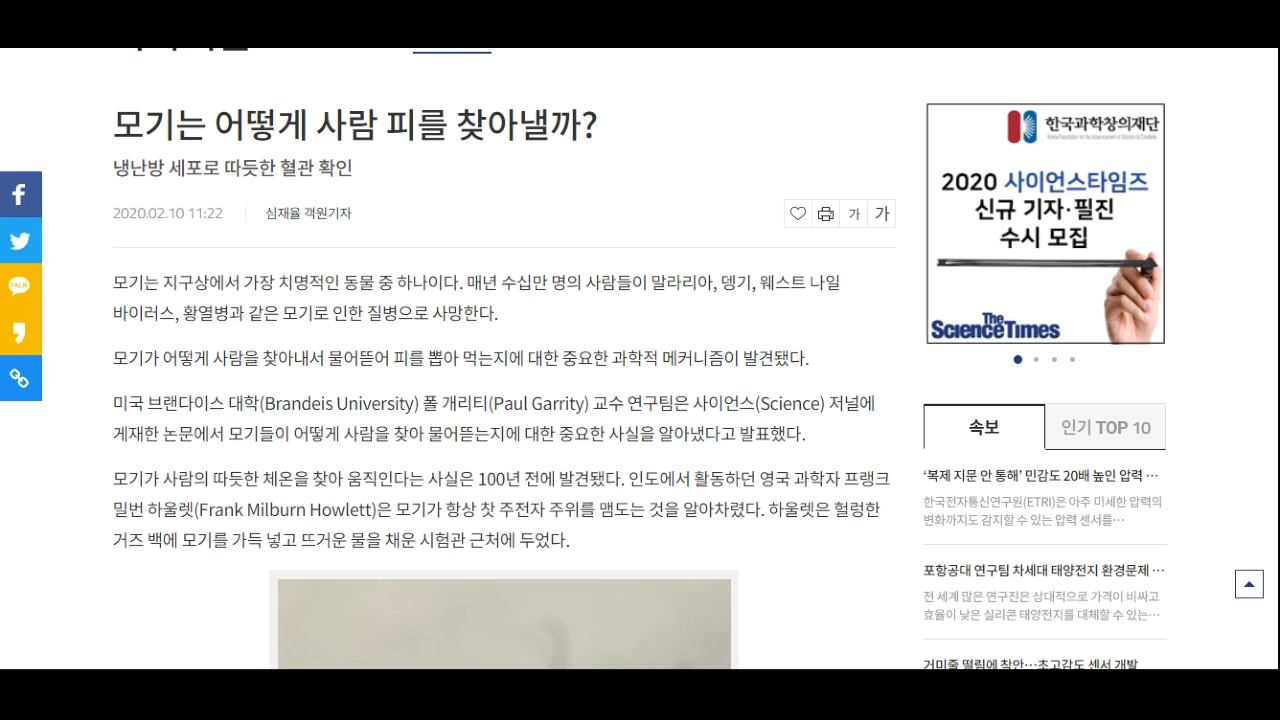 모기는 어떻게 사람 피를 찾아낼까?
냉난방 세포로 따듯한 혈관 확인
2020.02.10 11:22
심재율 객원기자
가
가
모기는 지구상에서 가장 치명적인 동물 중 하나이다. 매년 수십만 명의 사람들이 말라리아, 뎅기, 웨스트 나일
바이러스, 황열병과 같은 모기로 인한 질병으로 사망한다.
모기가 어떻게 사람을 찾아내서 물어뜯어 피를 뽑아 먹는지에 대한 중요한 과학적 메커니즘이 발견됐다.
미국 브랜다이스 대학(Brandeis University) 폴 개리티(Paul Garrity) 교수 연구팀은 사이언스(Science) 저널에
게재한 논문에서 모기들이 어떻게 사람을 찾아 물어뜯는지에 대한 중요한 사실을 알아냈다고 발표했다.
모기가 사람의 따듯한 체온을 찾아 움직인다는 사실은 100년 전에 발견됐다. 인도에서 활동하던 영국 과학자 프랭크
밀번 하울렛(Frank Milburn Howlett)은 모기가 항상 찻 주전자 주위를 맴도는 것을 알아차렸다. 하울렛은 헐렁한
거즈 백에 모기를 가득 넣고 뜨거운 물을 채운 시험관 근처에 두었다.
TALK
한국과학창의재단
2020 사이언스타임즈
신규 기자·필진
수시 모집
The
ScienceTimes
속보
인기 TOP 10
‘복제 지문 안 통해’ 민감도 20배 높인 압력 …
한국전자통신연구원(ETRI)은 아주 미세한 압력의
변화까지도 감지할 수 있는 압력 센서를…
포항공대 연구팀 차세대 태양전지 환경문제 …
전 세계 많은 연구진은 상대적으로 가격이 비싸고
효율이 낮은 실리콘 태양전지를 대체할 수 있는…
거미줄 떨림에 착안…초고감도 센서 개발